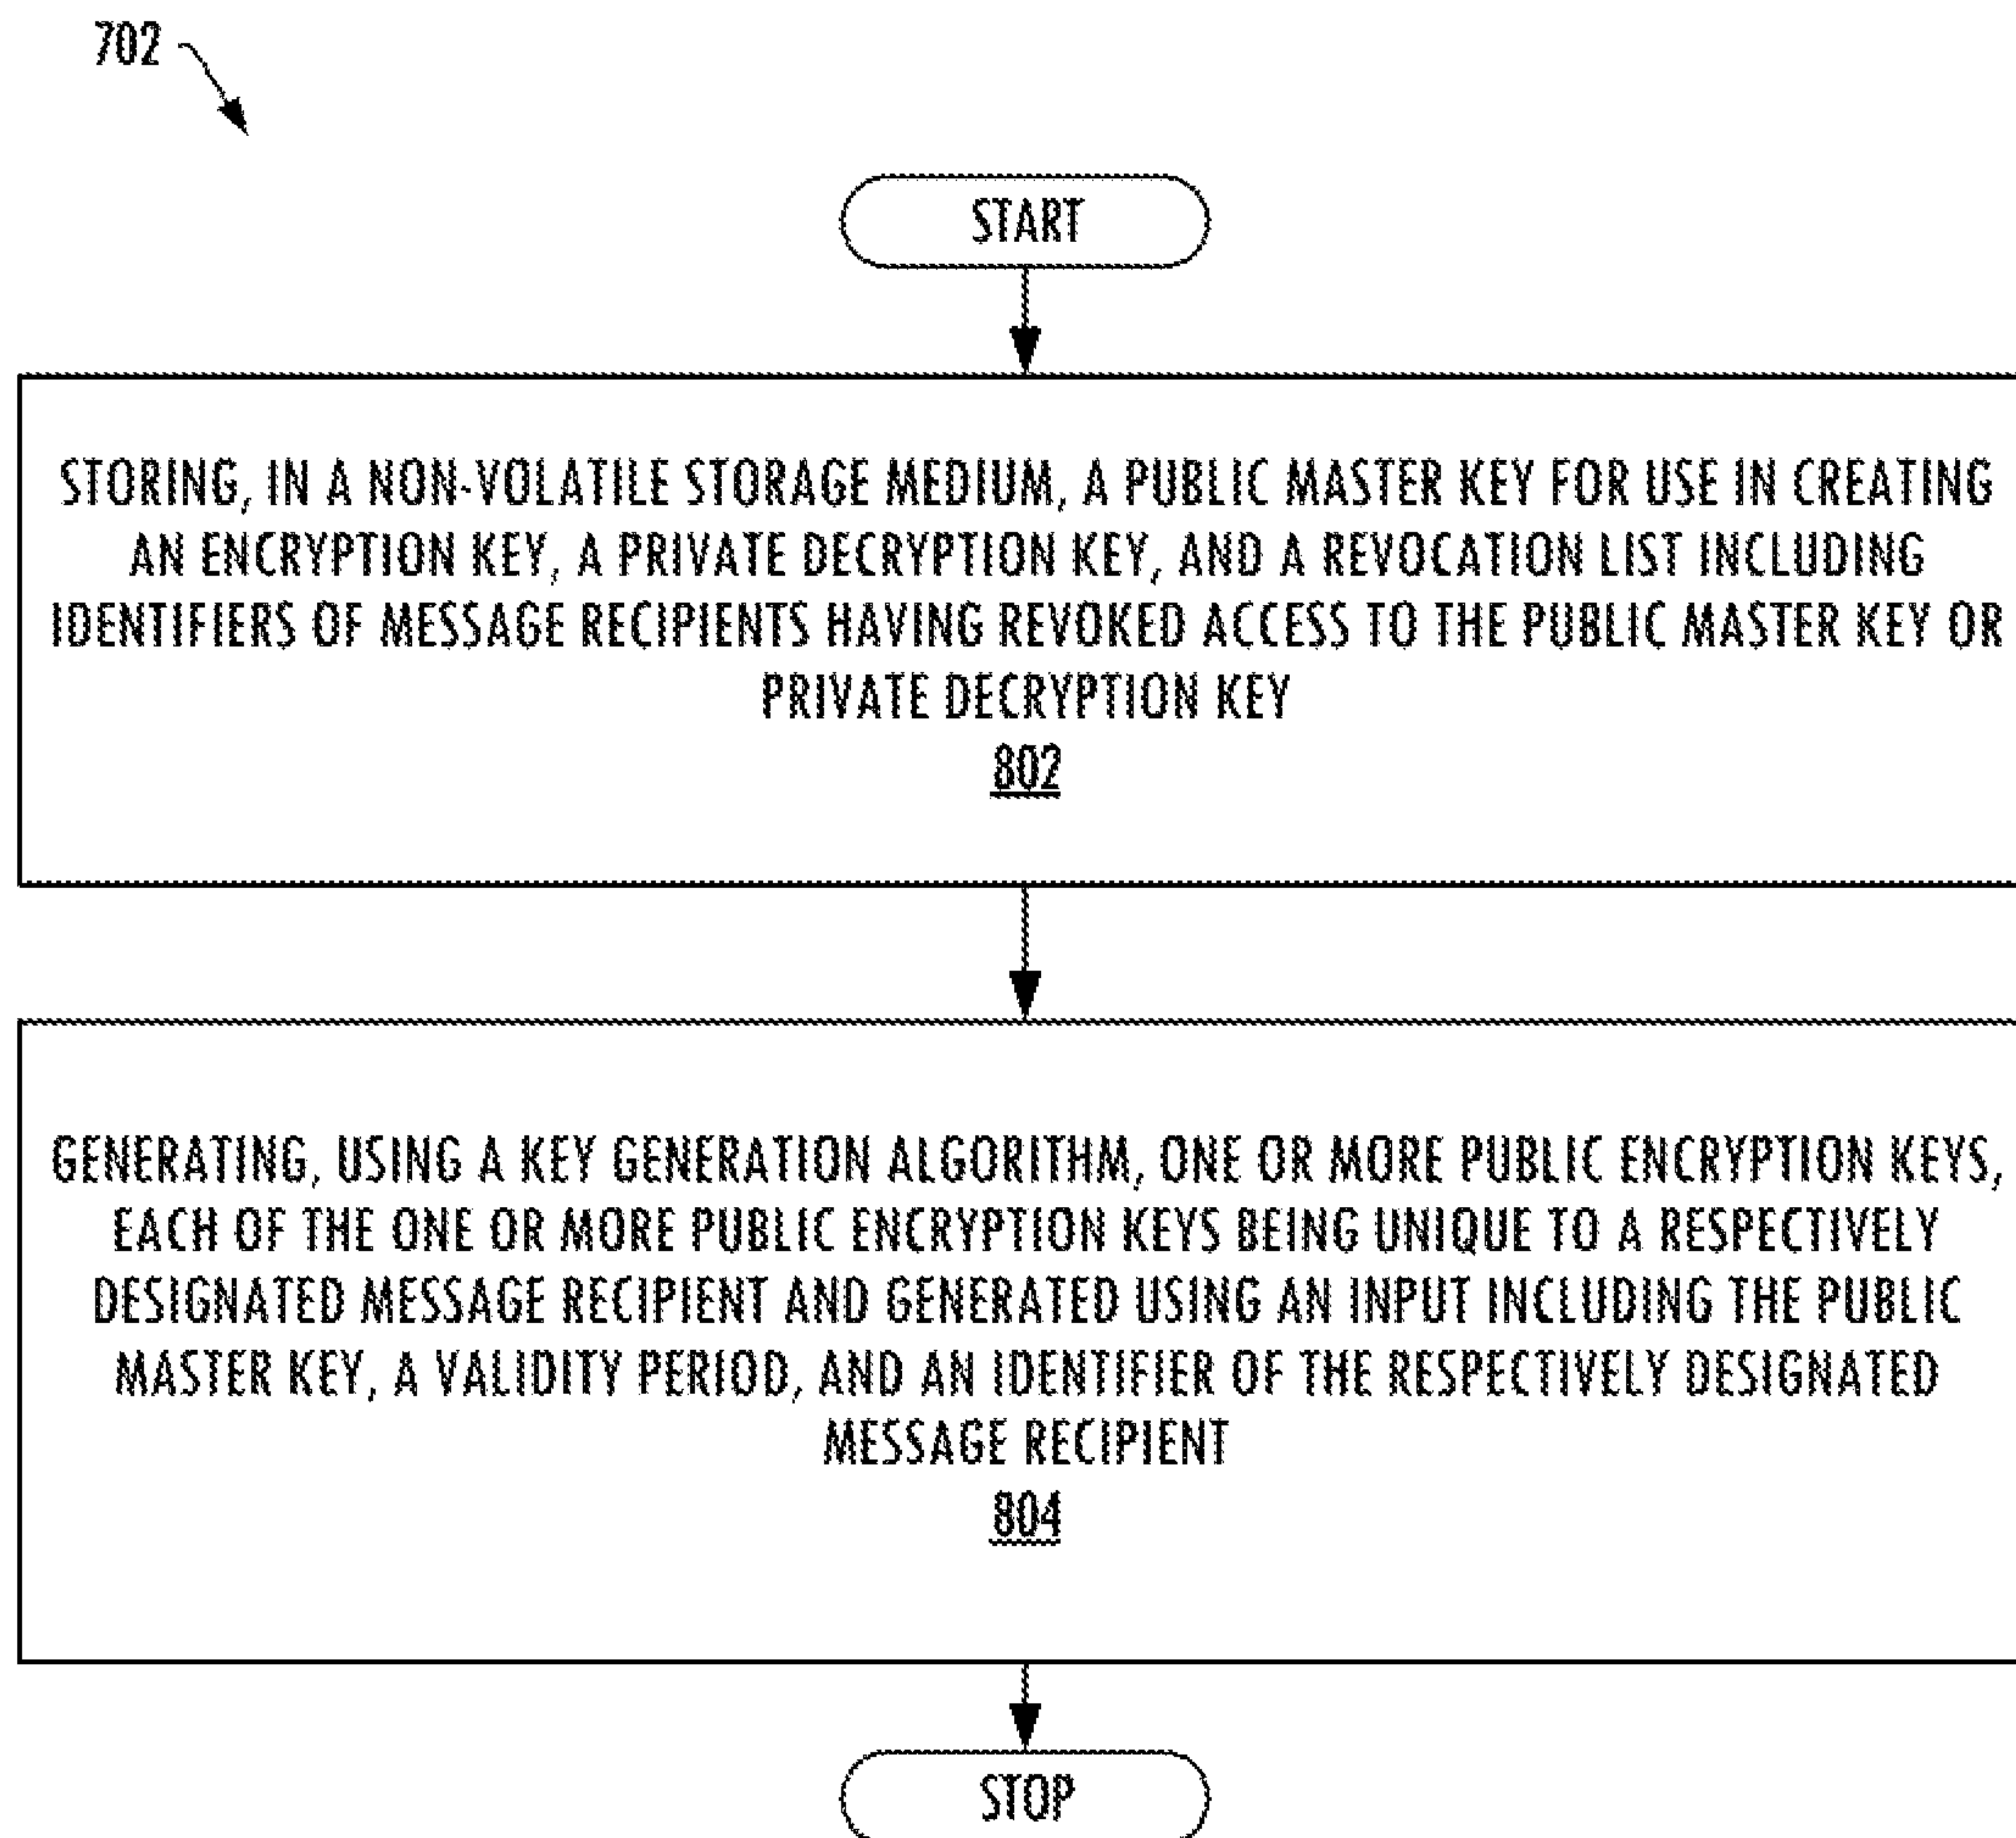 702
START
STORING, IN A NON-VOLATILE STORAGE MEDIUM, A PUBLIC MASTER KEY FOR USE IN CREATING
AN ENCRYPTION KEY, A PRIVATE DECRYPTION KEY, AND A REVOCATION LIST INCLUDING
IDENTIFIERS OF MESSAGE RECIPIENTS HAVING REVOKED ACCESS TO THE PUBLIC MASTER KEY OR
PRIVATE DECRYPTION KEY
802
GENERATING, USING A KEY GENERATION ALGORITHM, ONE OR MORE PUBLIC ENCRYPTION KEYS,
EACH OF THE ONE OR MORE PUBLIC ENCRYPTION KEYS BEING UNIQUE TO A RESPECTIVELY
DESIGNATED MESSAGE RECIPIENT AND GENERATED USING AN INPUT INCLUDING THE PUBLIC
MASTER KEY, A VALIDITY PERIOD, AND AN IDENTIFIER OF THE RESPECTIVELY DESIGNATED
MESSAGE RECIPIENT
804
STOP